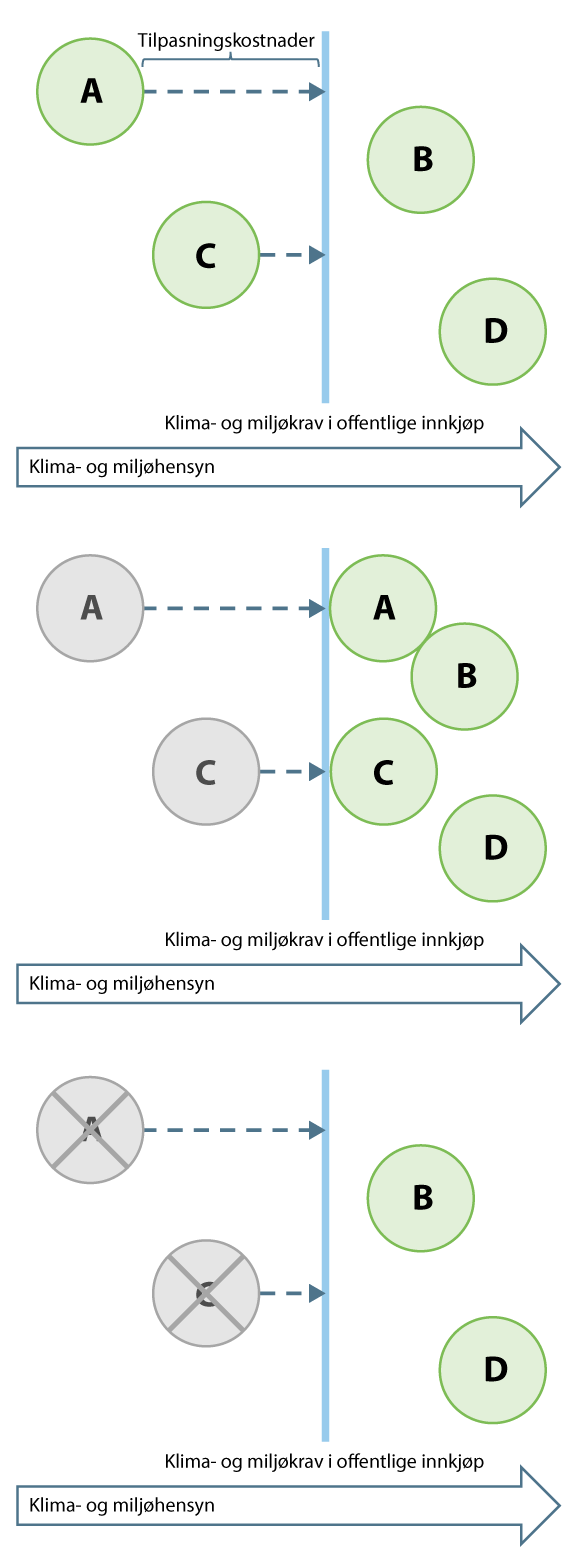 Tilpasningskostnader
A
B
C
D
Klima- og miljøkrav i offentlige innkjøp
Klima- og miljøhensyn
A
A
B
C
C
D
Klima- og miljøkrav i offentlige innkjøp
Klima- og miljøhensyn
A
B
C
D
Klima- og miljøkrav i offentlige innkjøp
Klima- og miljøhensyn